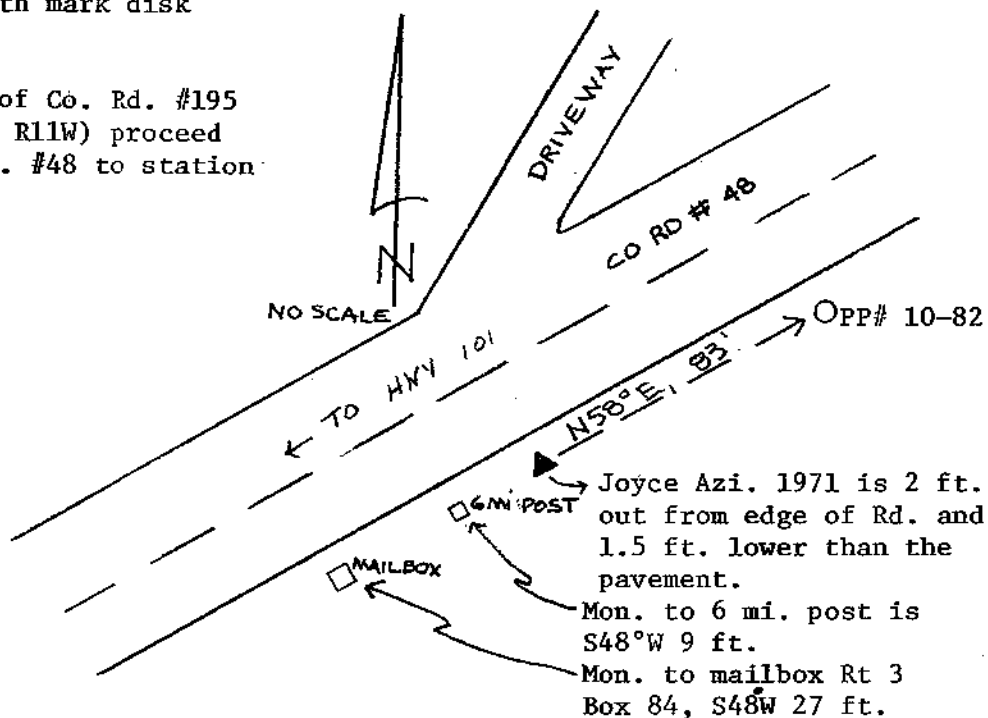 th mark disk
of Co. Rd. #195
R11W) proceed
. #48 to station
DRIVEWAY
CO RD # 48
N
NO SCALE
PP# 10-82
← TO HWY 101
N58°E, 83'
Joyce Azi. 1971 is 2 ft.
out from edge of Rd. and
1.5 ft. lower than the
pavement.
6 MI POST
MAILBOX
Mon. to 6 mi. post is
S48°W 9 ft.
Mon. to mailbox Rt 3
Box 84, S48W 27 ft.